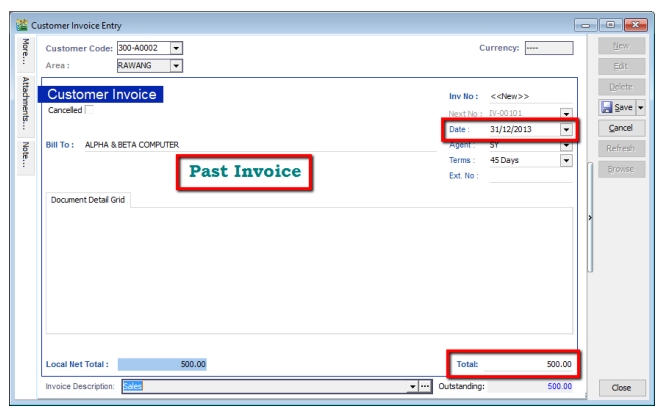 Customer Invoice Entry
More...
Attachments...
Note...
Customer Code: 300-A0002
Currency: ----
Area : RAWANG
Customer Invoice
Cancelled
Inv No : <<New>>
Next No : IV-00101
Date : 31/12/2013
Bill To : ALPHA & BETA COMPUTER
Agent : SY
Terms : 45 Days
Ext. No :
Past Invoice
Document Detail Grid
Local Net Total : 500.00
Total: 500.00
Invoice Description: Sales
Outstanding: 500.00
New
Edit
Delete
Save
Cancel
Refresh
Browse
Close